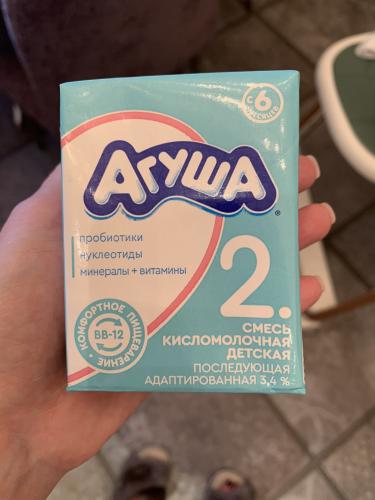 с 6
месяцев
Агуша
®
пробиотики
нуклеотиды
минералы + витамины
2.
КОМФОРТНОЕ ПИЩЕВАРЕНИЕ
BB-12
СМЕСЬ
КИСЛОМОЛОЧНАЯ
ДЕТСКАЯ
ПОСЛЕДУЮЩАЯ
АДАПТИРОВАННАЯ 3,4 %